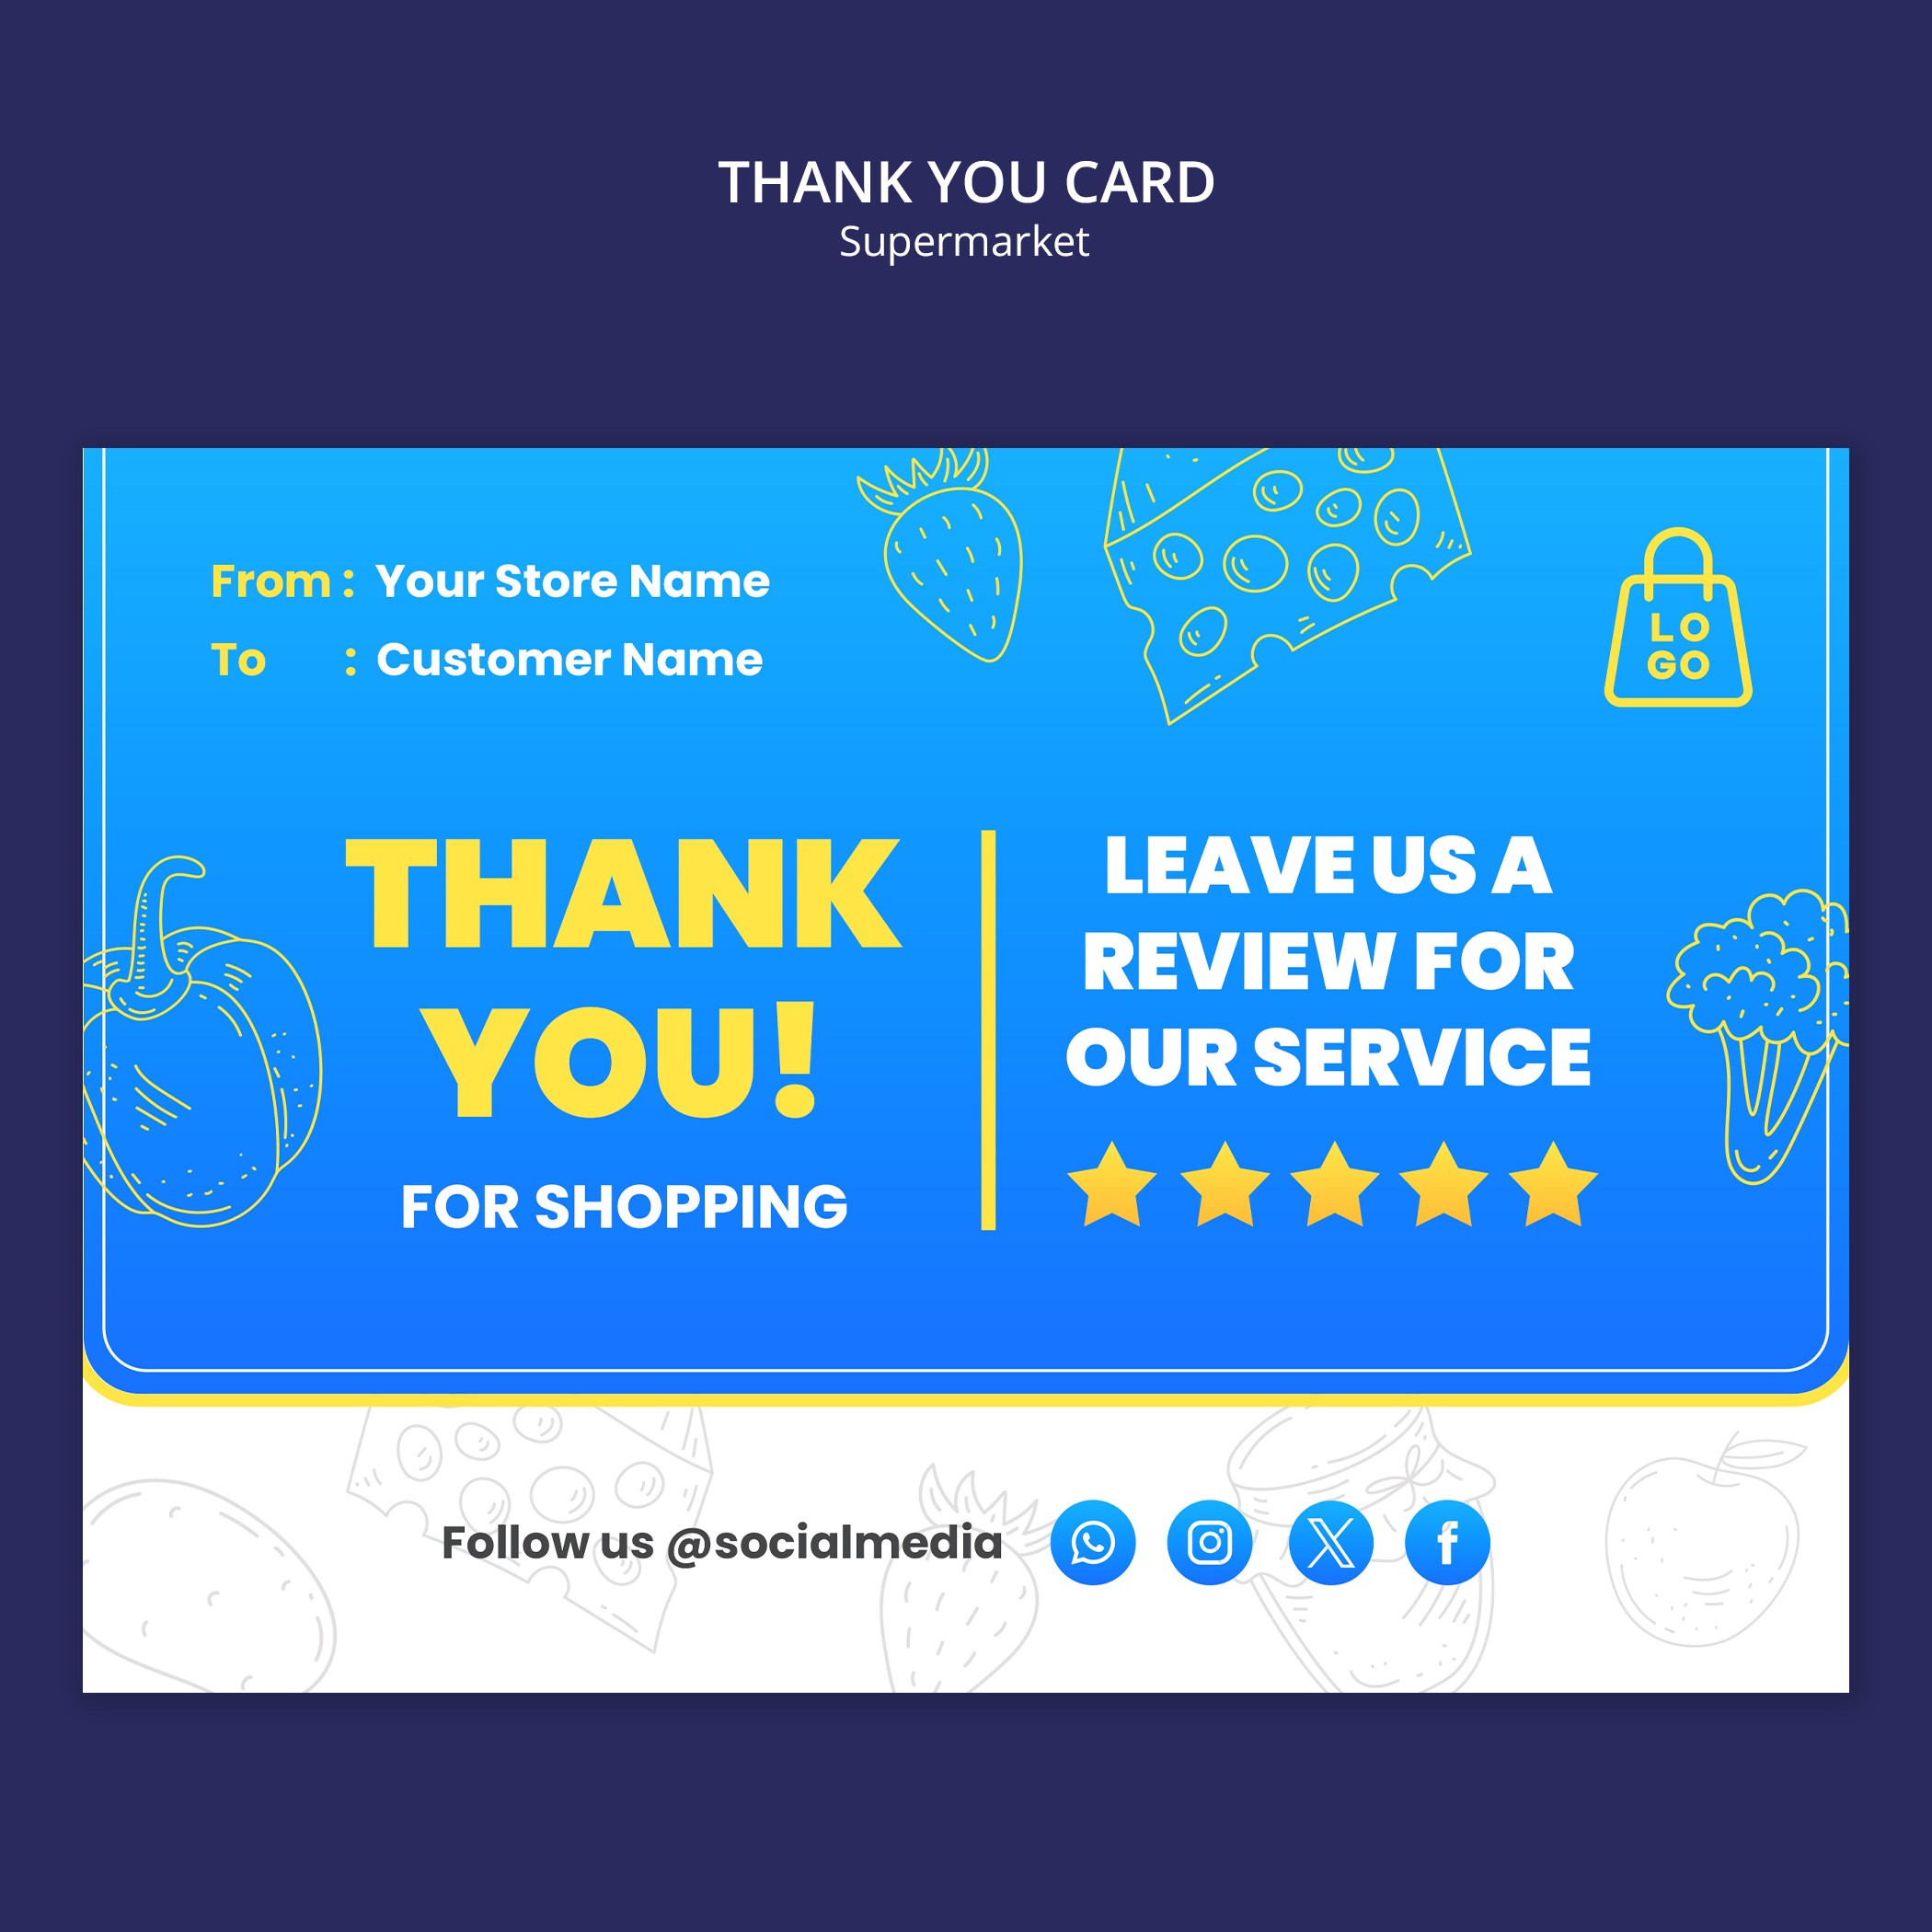 THANK YOU CARD
Supermarket
From : Your Store Name
To : Customer Name
LO
GO
THANK
YOU!
FOR SHOPPING
LEAVE US A
REVIEW FOR
OUR SERVICE
Follow us @socialmedia